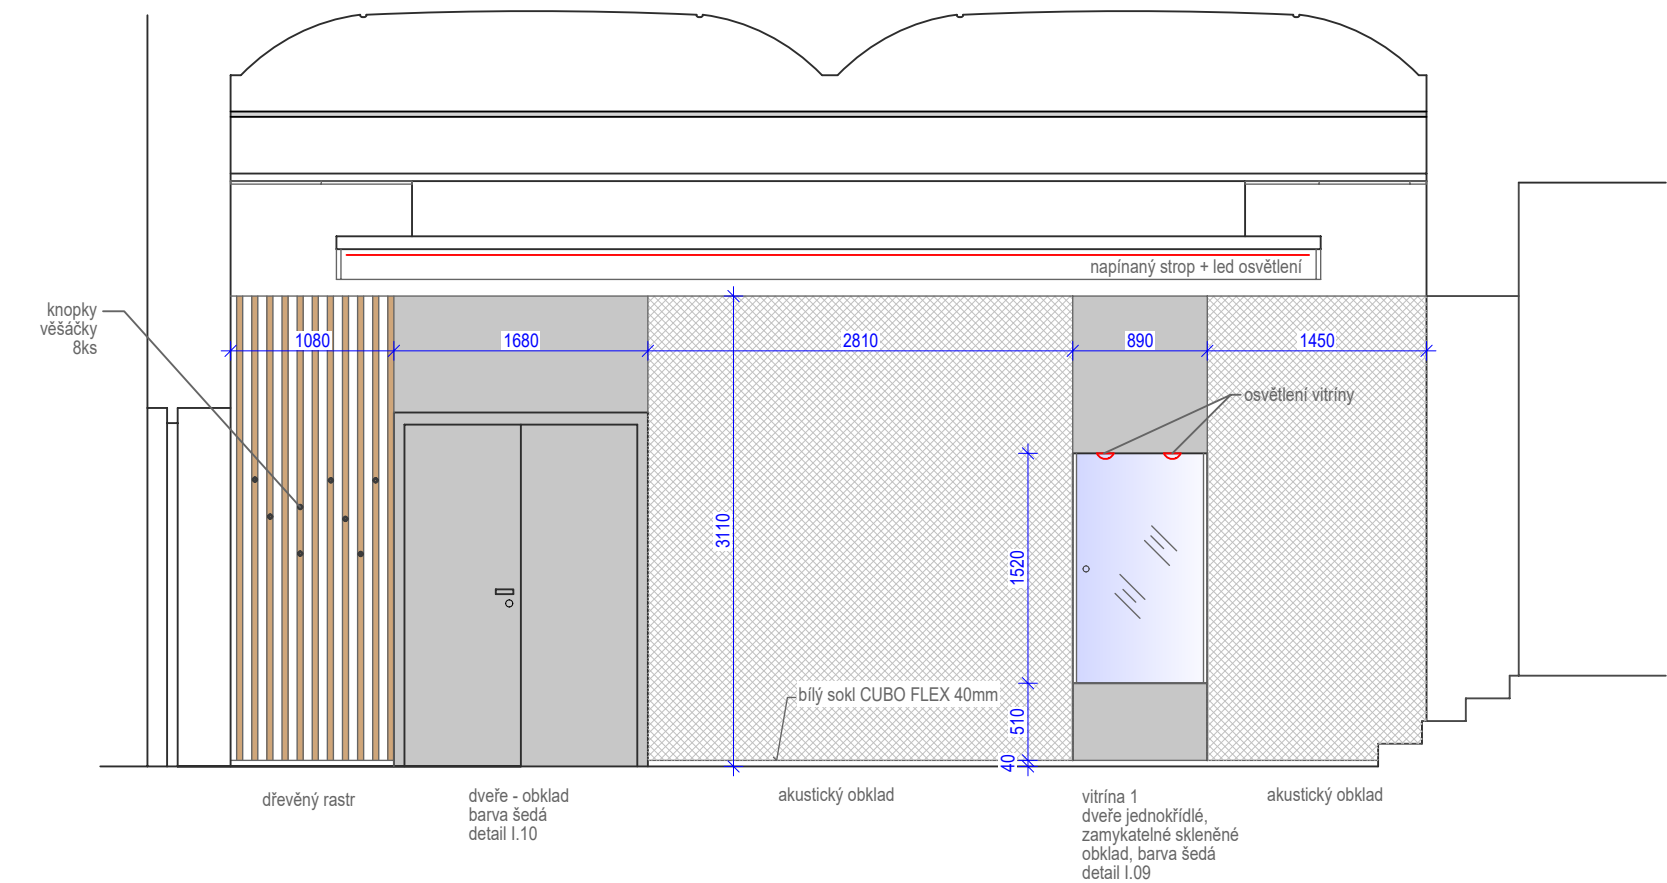 napínaný strop + led osvětlení
knopky
věšáčky
8ks
1080
1680
2810
890
1450
osvětlení vitríny
3110
1520
bílý sokl CUBO FLEX 40mm
510
40
dřevěný rastr
dveře - obklad
barva šedá
detail I.10
akustický obklad
vitrína 1
dveře jednokřídlé,
zamykatelné skleněné
obklad, barva šedá
detail I.09
akustický obklad